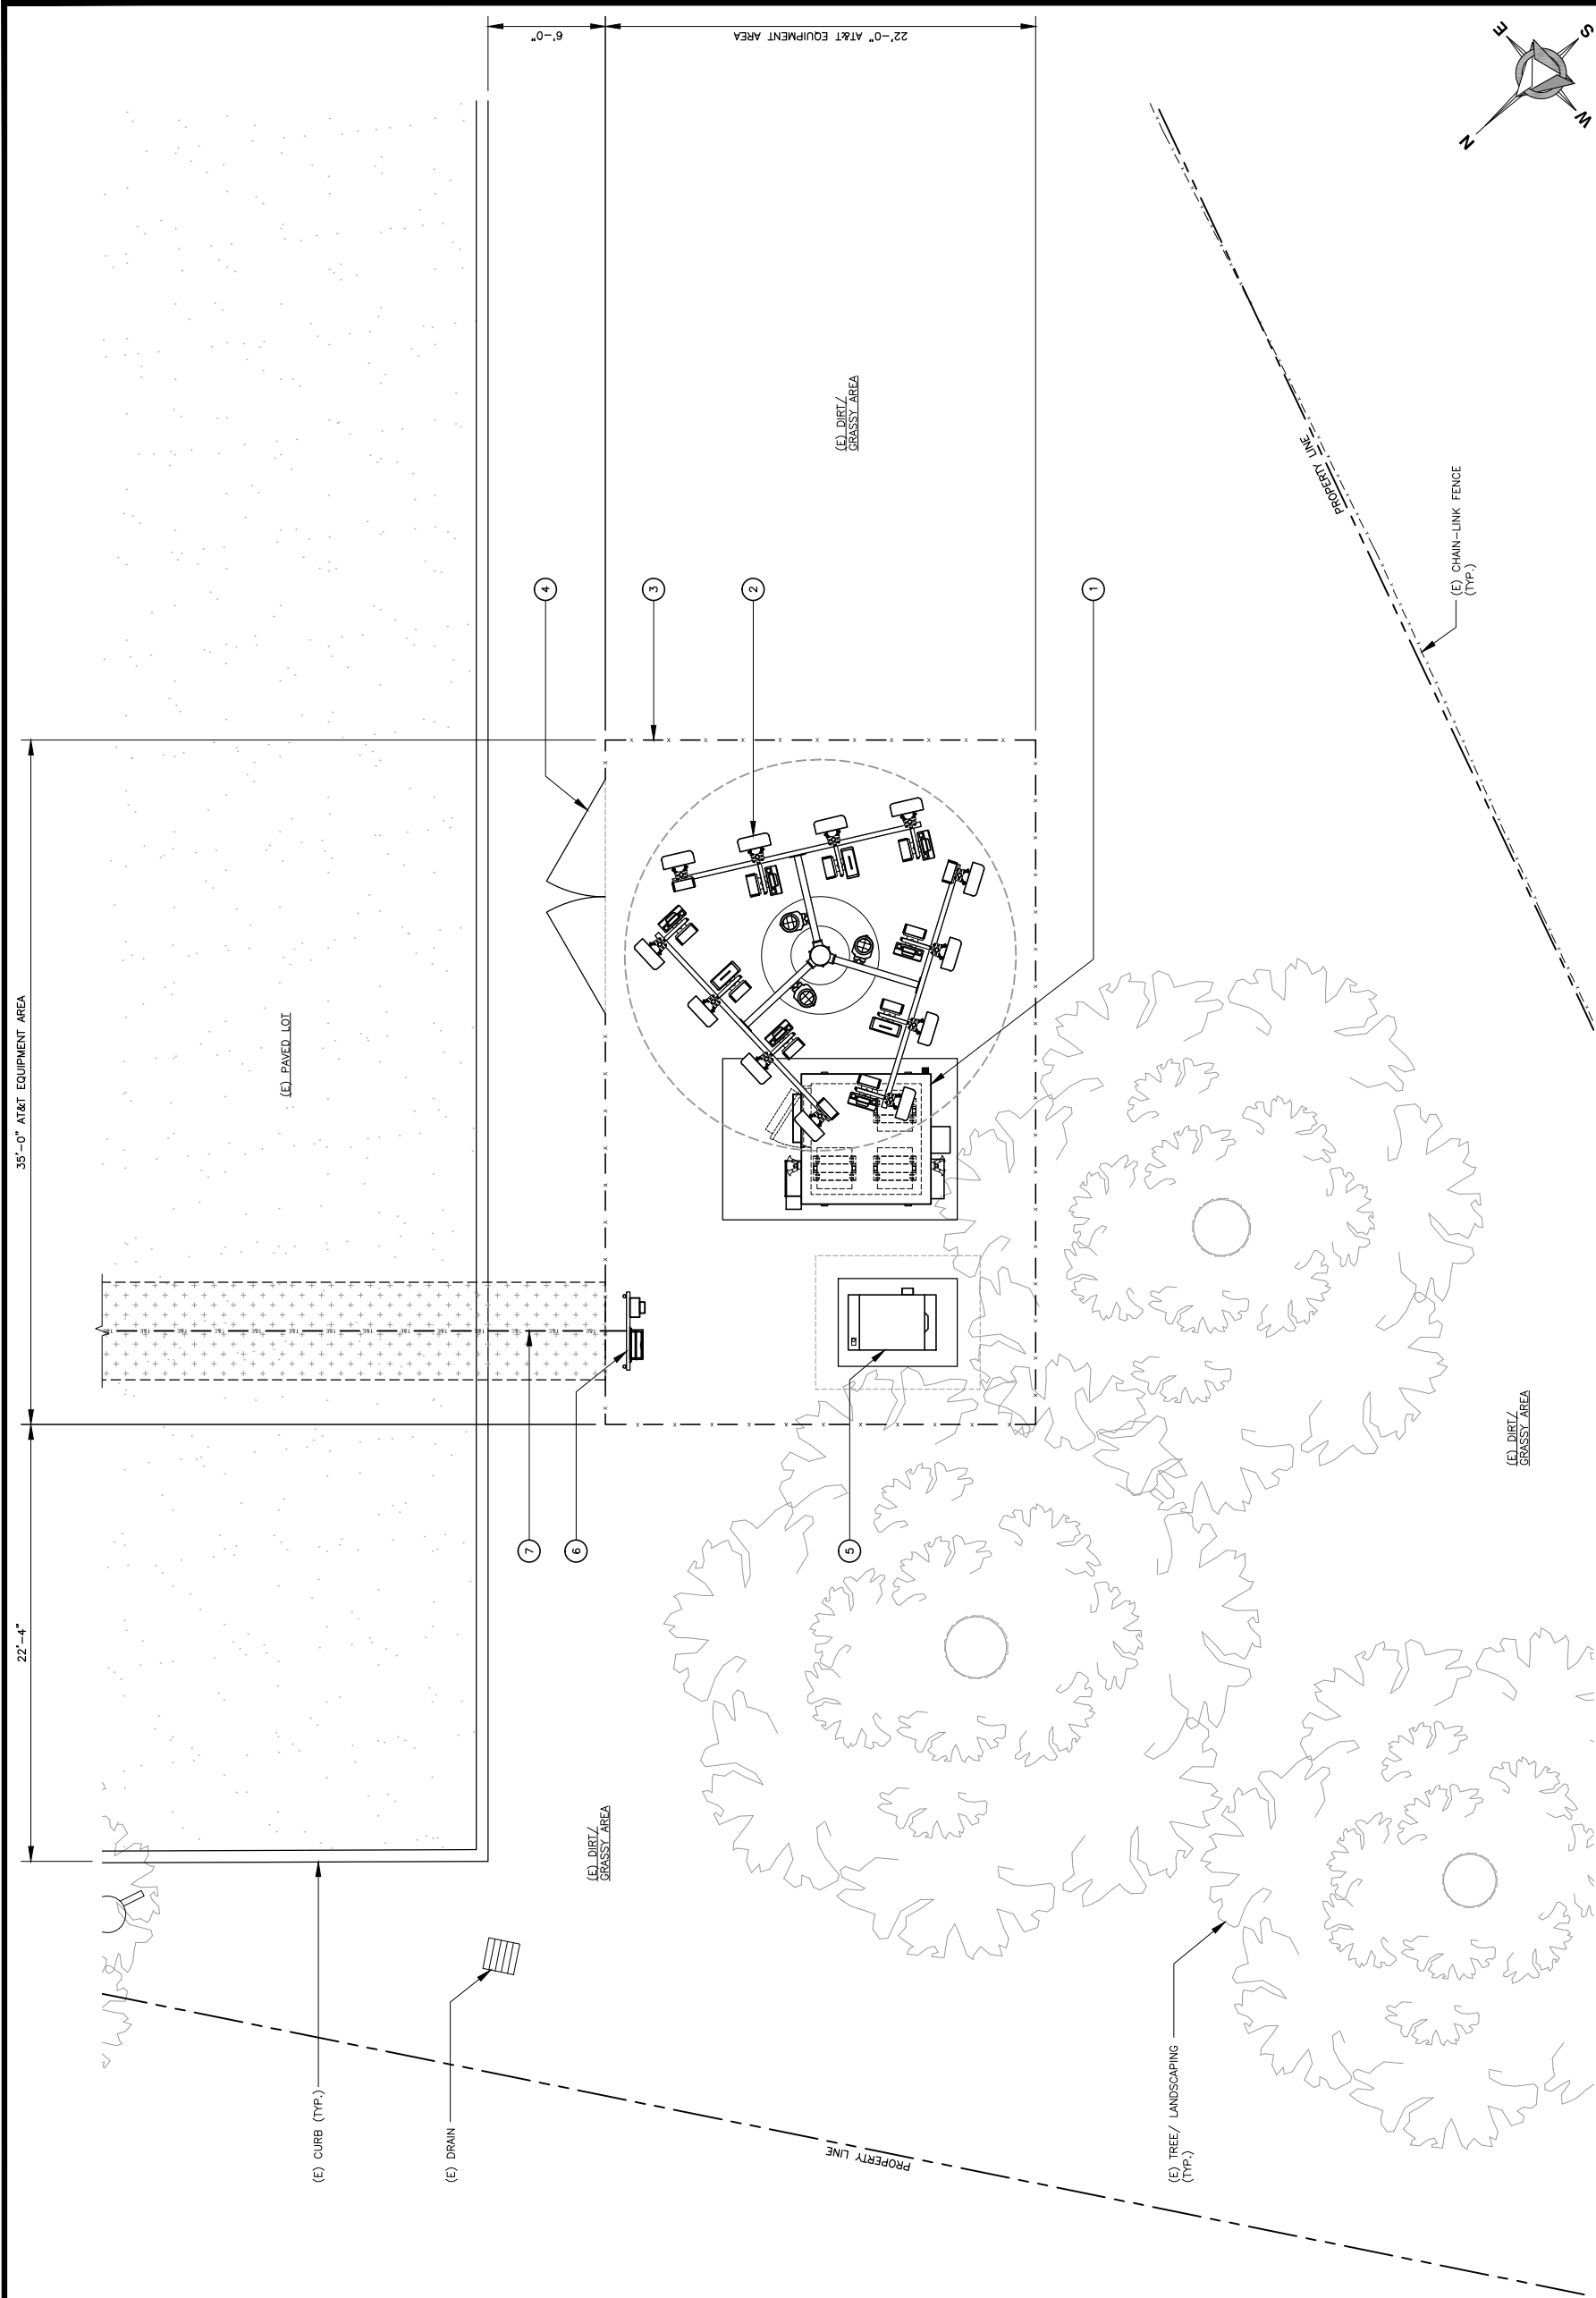 35'-0" AT&T EQUIPMENT AREA
22'-4"
6'-0"
22'-0" AT&T EQUIPMENT AREA
N
E
S
W
(E) PAVED LOT
(E) DIRT/
GRASSY AREA
PROPERTY LINE
(E) CHAIN-LINK FENCE
(TYP.)
4
3
2
1
7
6
5
(E) DIRT/
GRASSY AREA
(E) DIRT/
GRASSY AREA
(E) CURB (TYP.)
(E) DRAIN
PROPERTY LINE
(E) TREE/ LANDSCAPING
(TYP.)